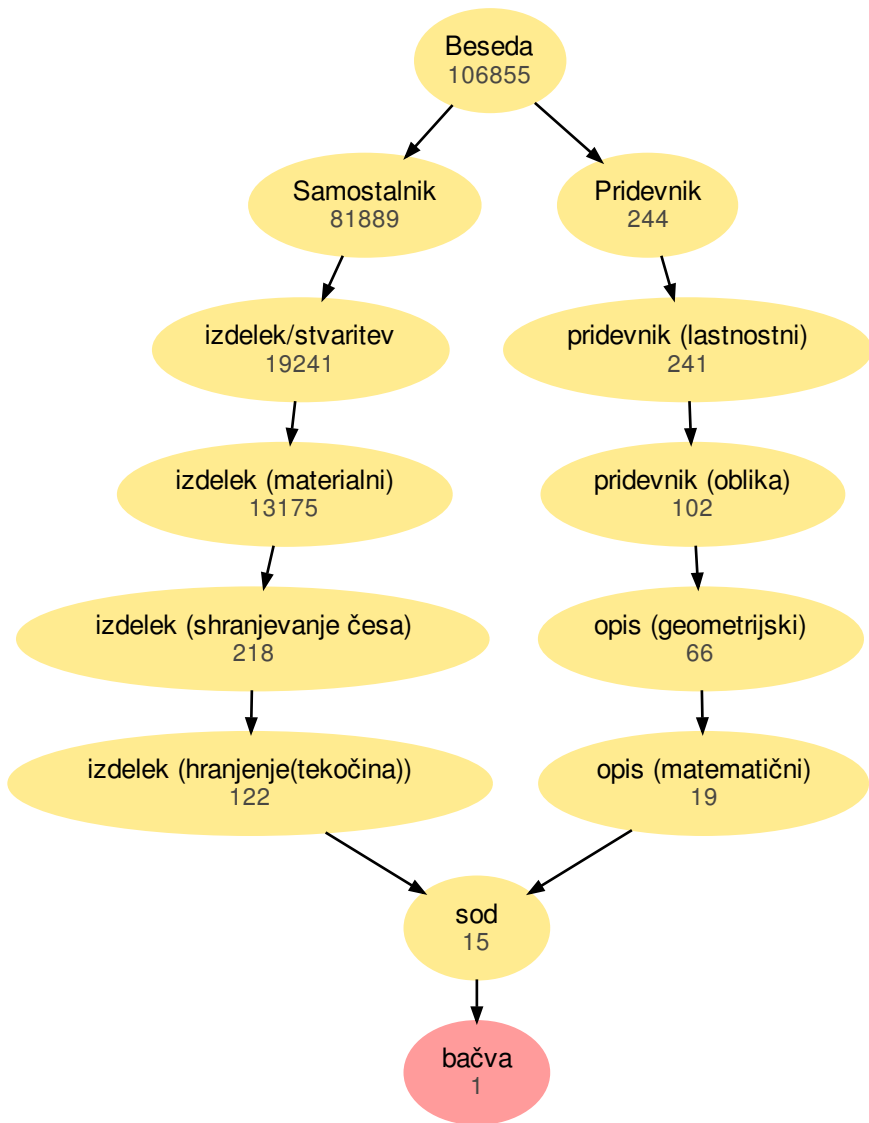 Beseda
106855
Samostalnik
81889
Pridevnik
244
izdelek/stvaritev
19241
pridevnik (lastnostni)
241
izdelek (materialni)
13175
pridevnik (oblika)
102
izdelek (shranjevanje česa)
218
opis (geometrijski)
66
izdelek (hranjenje(tekočina))
122
opis (matematični)
19
sod
15
bačva
1